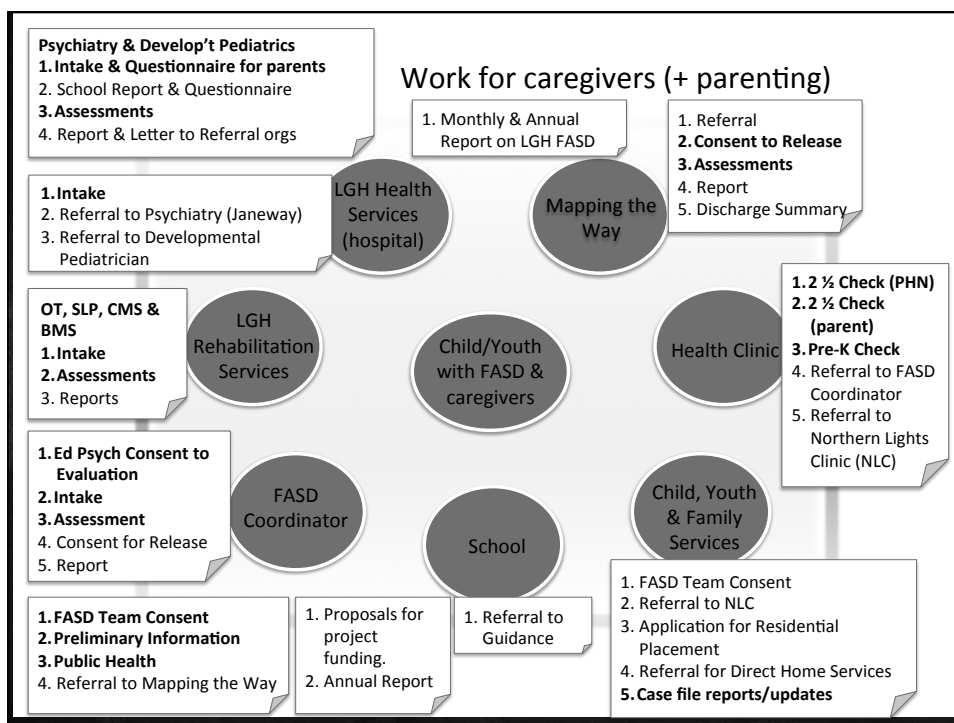 Psychiatry & Develop't Pediatrics
1. Intake & Questionnaire for parents
2. School Report & Questionnaire
3. Assessments
4. Report & Letter to Referral orgs
Work for caregivers (+ parenting)
1. Monthly & Annual
Report on LGH FASD
1. Referral
2. Consent to Release
3. Assessments
4. Report
5. Discharge Summary
LGH Health
Services
(hospital)
Mapping the
Way
1. Intake
2. Referral to Psychiatry (Janeway)
3. Referral to Developmental
Pediatrician
OT, SLP, CMS &
BMS
1. Intake
2. Assessments
3. Reports
LGH
Rehabilitation
Services
Child/Youth
with FASD &
caregivers
Health Clinic
1. 2 ½ Check (PHN)
2. 2 ½ Check
(parent)
3. Pre-K Check
4. Referral to FASD
Coordinator
5. Referral to
Northern Lights
Clinic (NLC)
1. Ed Psych Consent to
Evaluation
2. Intake
3. Assessment
4. Consent for Release
5. Report
FASD
Coordinator
School
Child, Youth
& Family
Services
1. FASD Team Consent
2. Preliminary Information
3. Public Health
4. Referral to Mapping the Way
1. Proposals for
project
funding.
2. Annual Report
1. Referral to
Guidance
1. FASD Team Consent
2. Referral to NLC
3. Application for Residential
Placement
4. Referral for Direct Home Services
5. Case file reports/updates